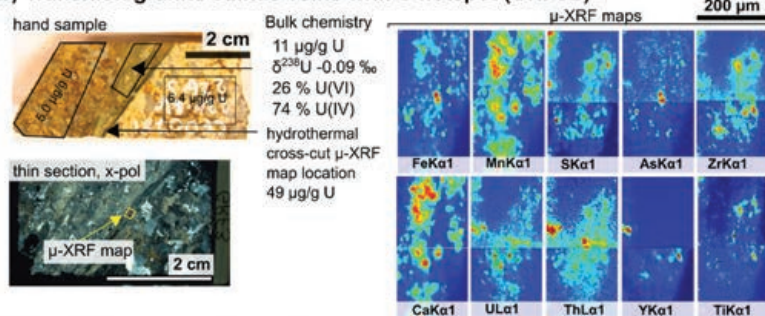 hand sample
2 cm
5.0 µg/g U
6.4 µg/g U
thin section, x-pol
µ-XRF map
2 cm
Bulk chemistry
11 µg/g U
δ²³⁸U -0.09 ‰
26 % U(VI)
74 % U(IV)
hydrothermal
cross-cut µ-XRF
map location
49 µg/g U
µ-XRF maps
200 µm
FeKα1 MnKα1 SKα1 AsKα1 ZrKα1
CaKα1 ULα1 ThLα1 YKα1 TiKα1